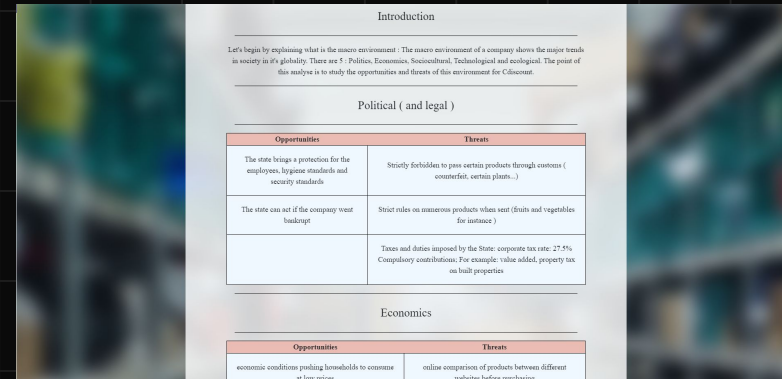 Introduction
Let's begin by explaining what is the macro environment : The macro environment of a company shows the major trends
in society in it's globality. There are 5 : Politics, Economics, Sociocultural, Technological and ecological. The point of
this analyse is to study the opportunities and threats of this environment for Cdiscount.
Political ( and legal )
Opportunities
Threats
The state brings a protection for the
employees, hygiene standards and
security standards
Strictly forbidden to pass certain products through customs (
counterfeit, certain plants...)
The state can act if the company went
bankrupt
Strict rules on numerous products when sent (fruits and vegetables
for instance )
Taxes and duties imposed by the State: corporate tax rate: 27.5%
Compulsory contributions; For example: value added, property tax
on built properties
Economics
Opportunities
Threats
economic conditions pushing households to consume
at low prices
online comparison of products between different
websites before purchasing